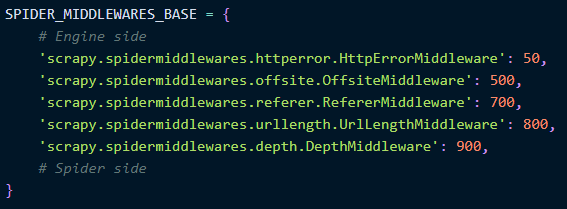 SPIDER_MIDDLEWARES_BASE = {
    # Engine side
    'scrapy.spidermiddlewares.httperror.HttpErrorMiddleware': 50,
    'scrapy.spidermiddlewares.offsite.OffsiteMiddleware': 500,
    'scrapy.spidermiddlewares.referer.RefererMiddleware': 700,
    'scrapy.spidermiddlewares.urllength.UrlLengthMiddleware': 800,
    'scrapy.spidermiddlewares.depth.DepthMiddleware': 900,
    # Spider side
}